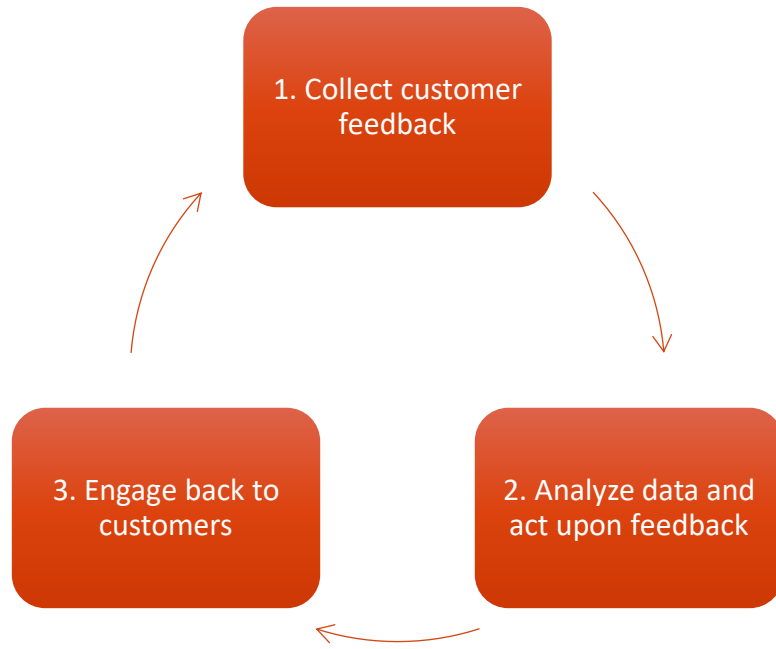 1. Collect customer
feedback
2. Analyze data and
act upon feedback
3. Engage back to
customers